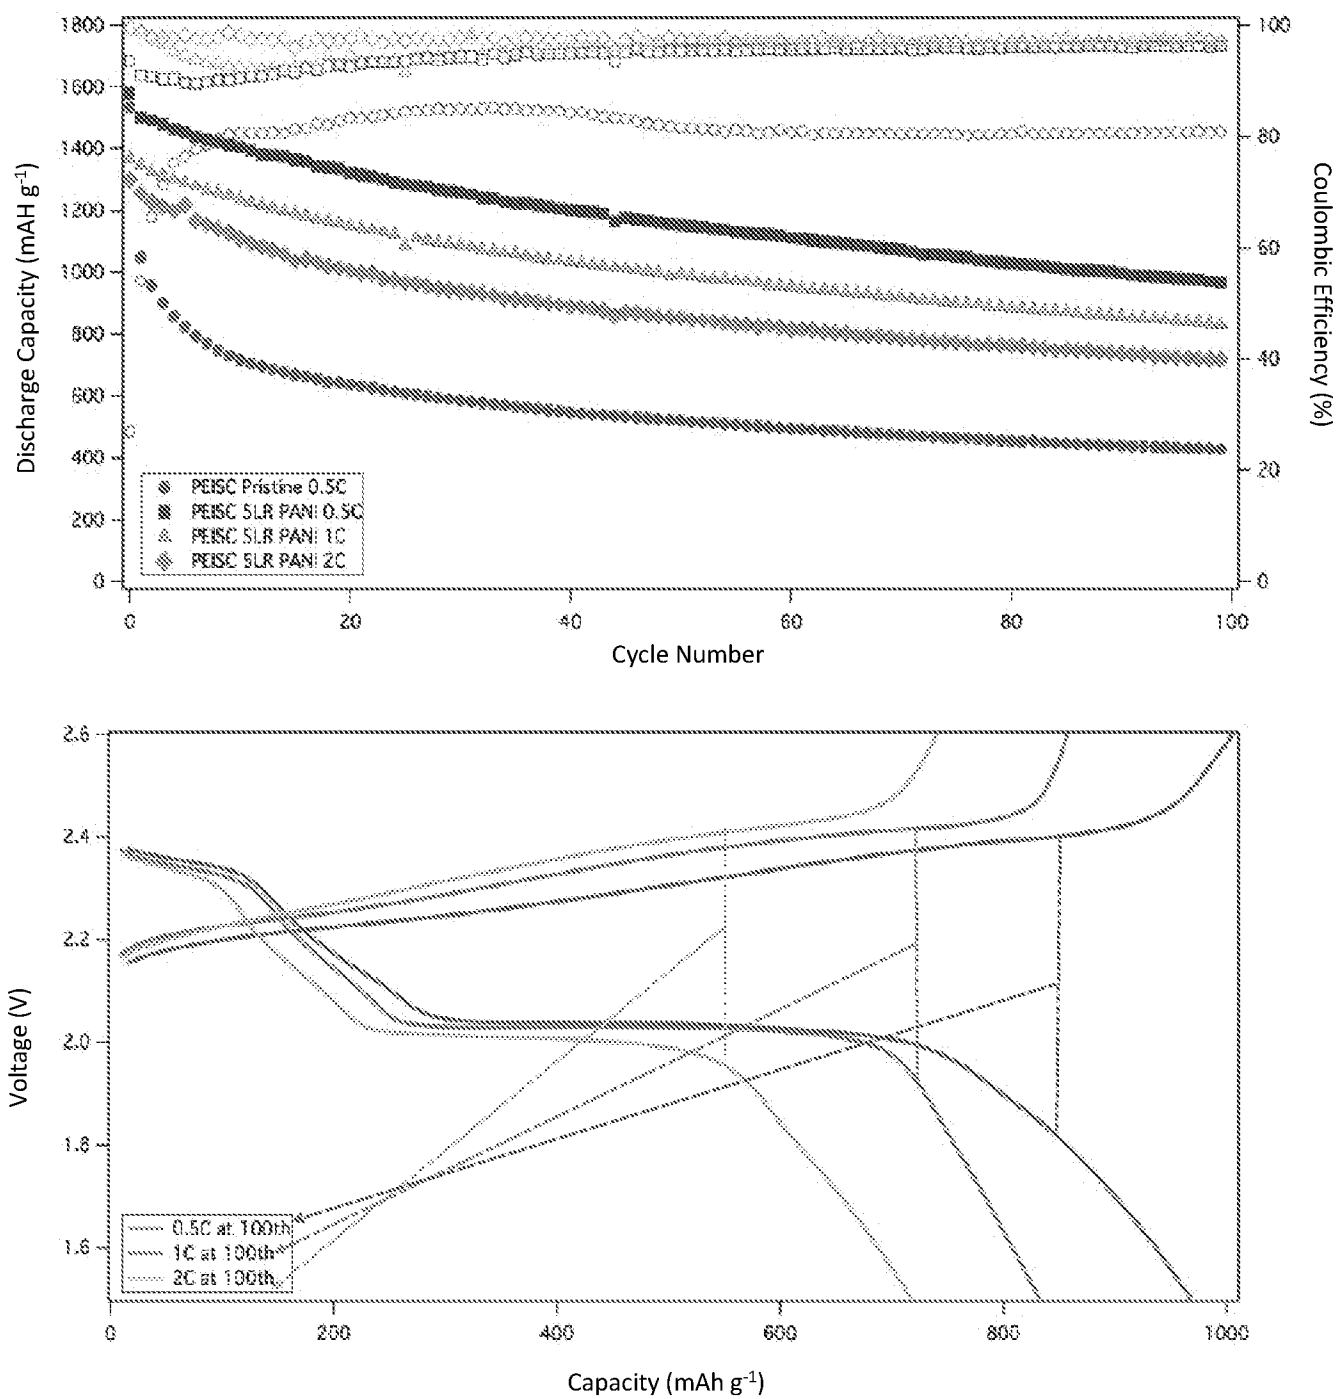 Discharge Capacity (mAH g-1)
1800
1600
1400
1200
1000
800
600
400
200
0
100
80
60
40
20
0
Coulombic Efficiency (%)
PEISC Pristine 0.5C
PEISC SLR PANI 0.5C
PEISC SLR PANI 1C
PEISC SLR PANI 2C
0 20 40 60 80 100
Cycle Number
Voltage (V)
2.6
2.4
2.2
2.0
1.8
1.6
0.5C at 100th
1C at 100th
2C at 100th
0 200 400 600 800 1000
Capacity (mAh g-1)